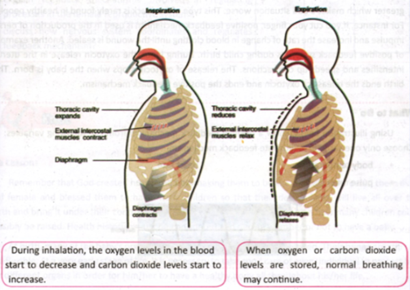 Inspiration
Expiration
Thoracic cavity
expands
External intercostal
muscles contract
Diaphragm
Diaphragm
contracts
Thoracic cavity
reduces
External intercostal
muscles relax
Diaphragm
relaxes
During inhalation, the oxygen levels in the blood
start to decrease and carbon dioxide levels start to
increase.
When oxygen or carbon dioxide
levels are stored, normal breathing
may continue.